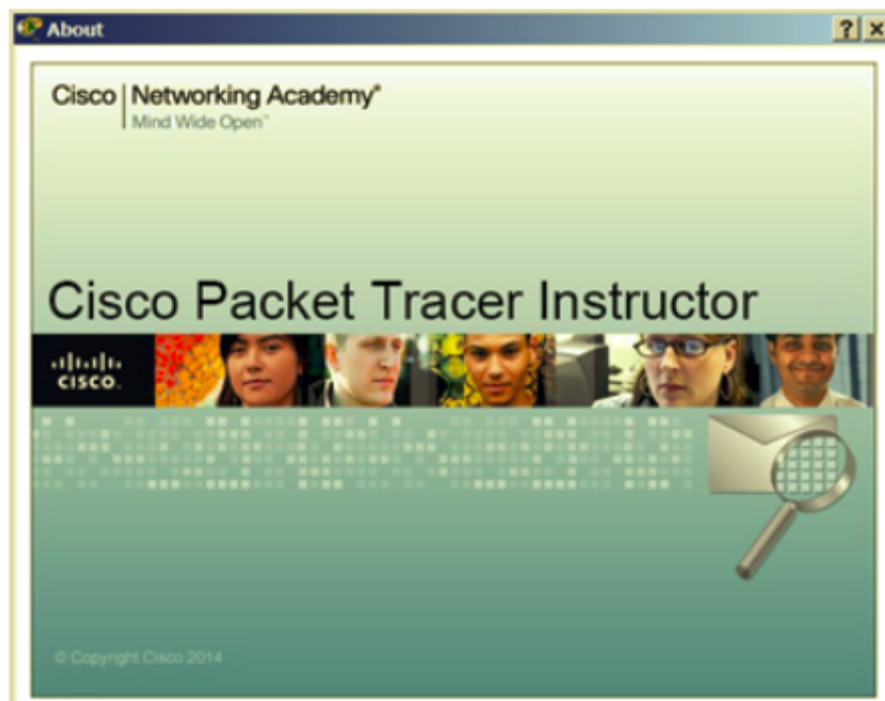 About
Cisco Networking Academy®
Mind Wide Open™
Cisco Packet Tracer Instructor
CISCO.
© Copyright Cisco 2014